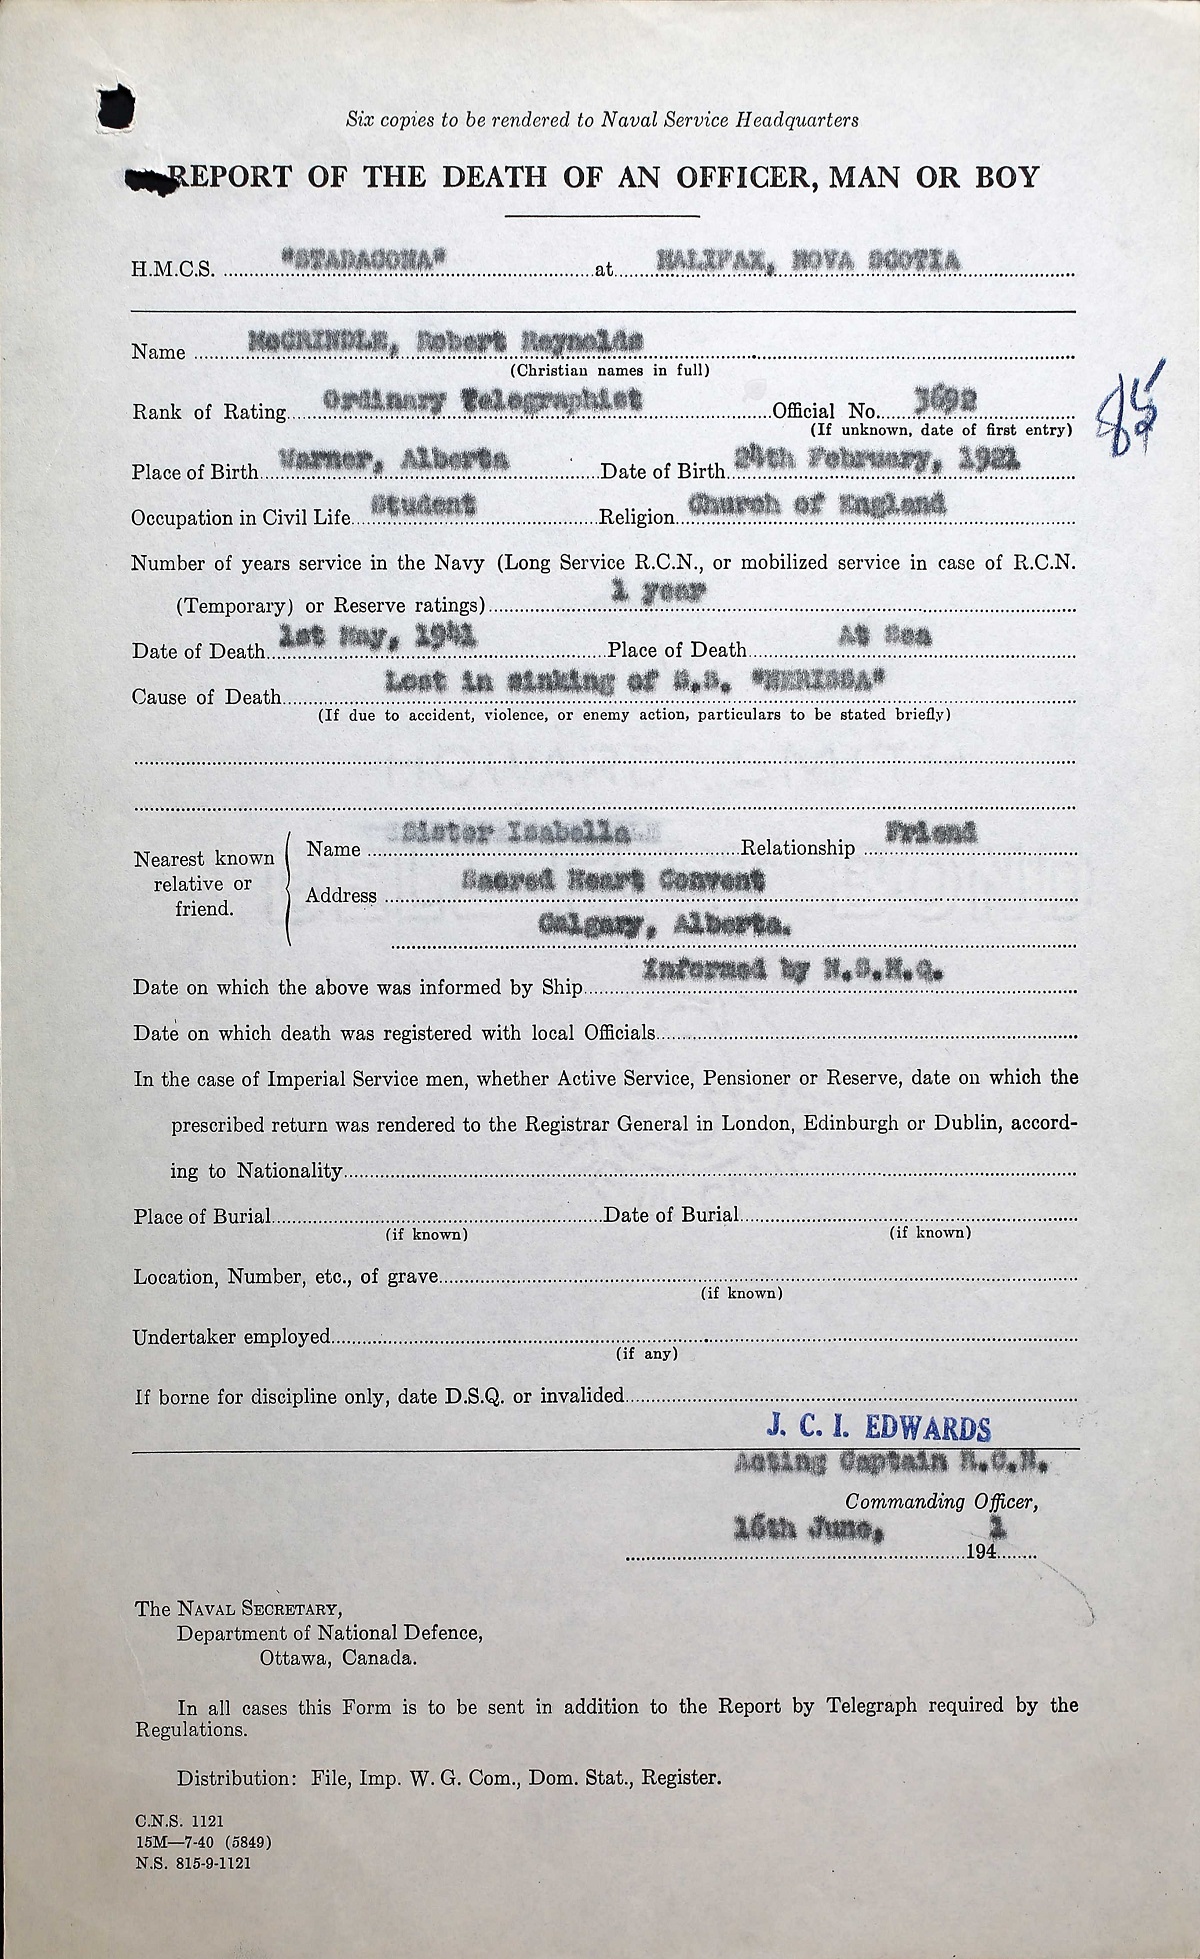 Six copies to be rendered to Naval Service Headquarters
REPORT OF THE DEATH OF AN OFFICER, MAN OR BOY
H.M.C.S. "STADACONA" at HALIFAX, NOVA SCOTIA
Name McCRINDLE, Robert Reynolds
(Christian names in full)
Rank of Rating Ordinary Telegraphist Official No. 3692
(If unknown, date of first entry)
85
Place of Birth Warner, Alberta Date of Birth 24th February, 1921
Occupation in Civil Life Student Religion Church of England
Number of years service in the Navy (Long Service R.C.N., or mobilized service in case of R.C.N.
(Temporary) or Reserve ratings) 1 year
Date of Death 1st May, 1941 Place of Death At Sea
Cause of Death Lost in sinking of S.S. "NERISSA"
(If due to accident, violence, or enemy action, particulars to be stated briefly)
Nearest known relative or friend.
Name Sister Isabella Relationship Friend
Address Sacred Heart Convent
Calgary, Alberta.
Date on which the above was informed by Ship Informed by N.S.H.Q.
Date on which death was registered with local Officials
In the case of Imperial Service men, whether Active Service, Pensioner or Reserve, date on which the
prescribed return was rendered to the Registrar General in London, Edinburgh or Dublin, accord-
ing to Nationality
Place of Burial Date of Burial
(if known) (if known)
Location, Number, etc., of grave
(if known)
Undertaker employed
(if any)
If borne for discipline only, date D.S.Q. or invalided
J. C. I. EDWARDS
Acting Captain R.C.N.
Commanding Officer,
16th June, 1941
The NAVAL SECRETARY,
Department of National Defence,
Ottawa, Canada.
In all cases this Form is to be sent in addition to the Report by Telegraph required by the
Regulations.
Distribution: File, Imp. W. G. Com., Dom. Stat., Register.
C.N.S. 1121
15M—7-40 (5849)
N.S. 815-9-1121